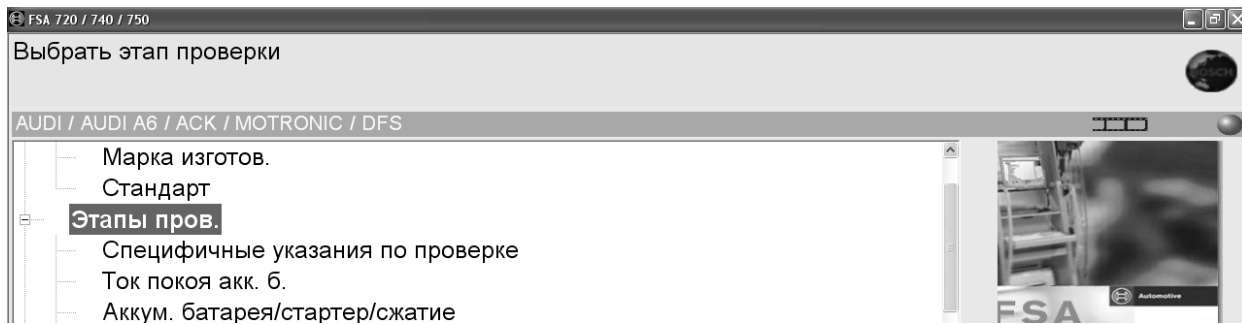 FSA 720 / 740 / 750
Выбрать этап проверки
BOSCH
AUDI / AUDI A6 / ACK / MOTRONIC / DFS
Марка изготов.
Стандарт
Этапы пров.
Специфичные указания по проверке
Ток покоя акк. б.
Аккум. батарея/стартер/сжатие
Automotive
FSA